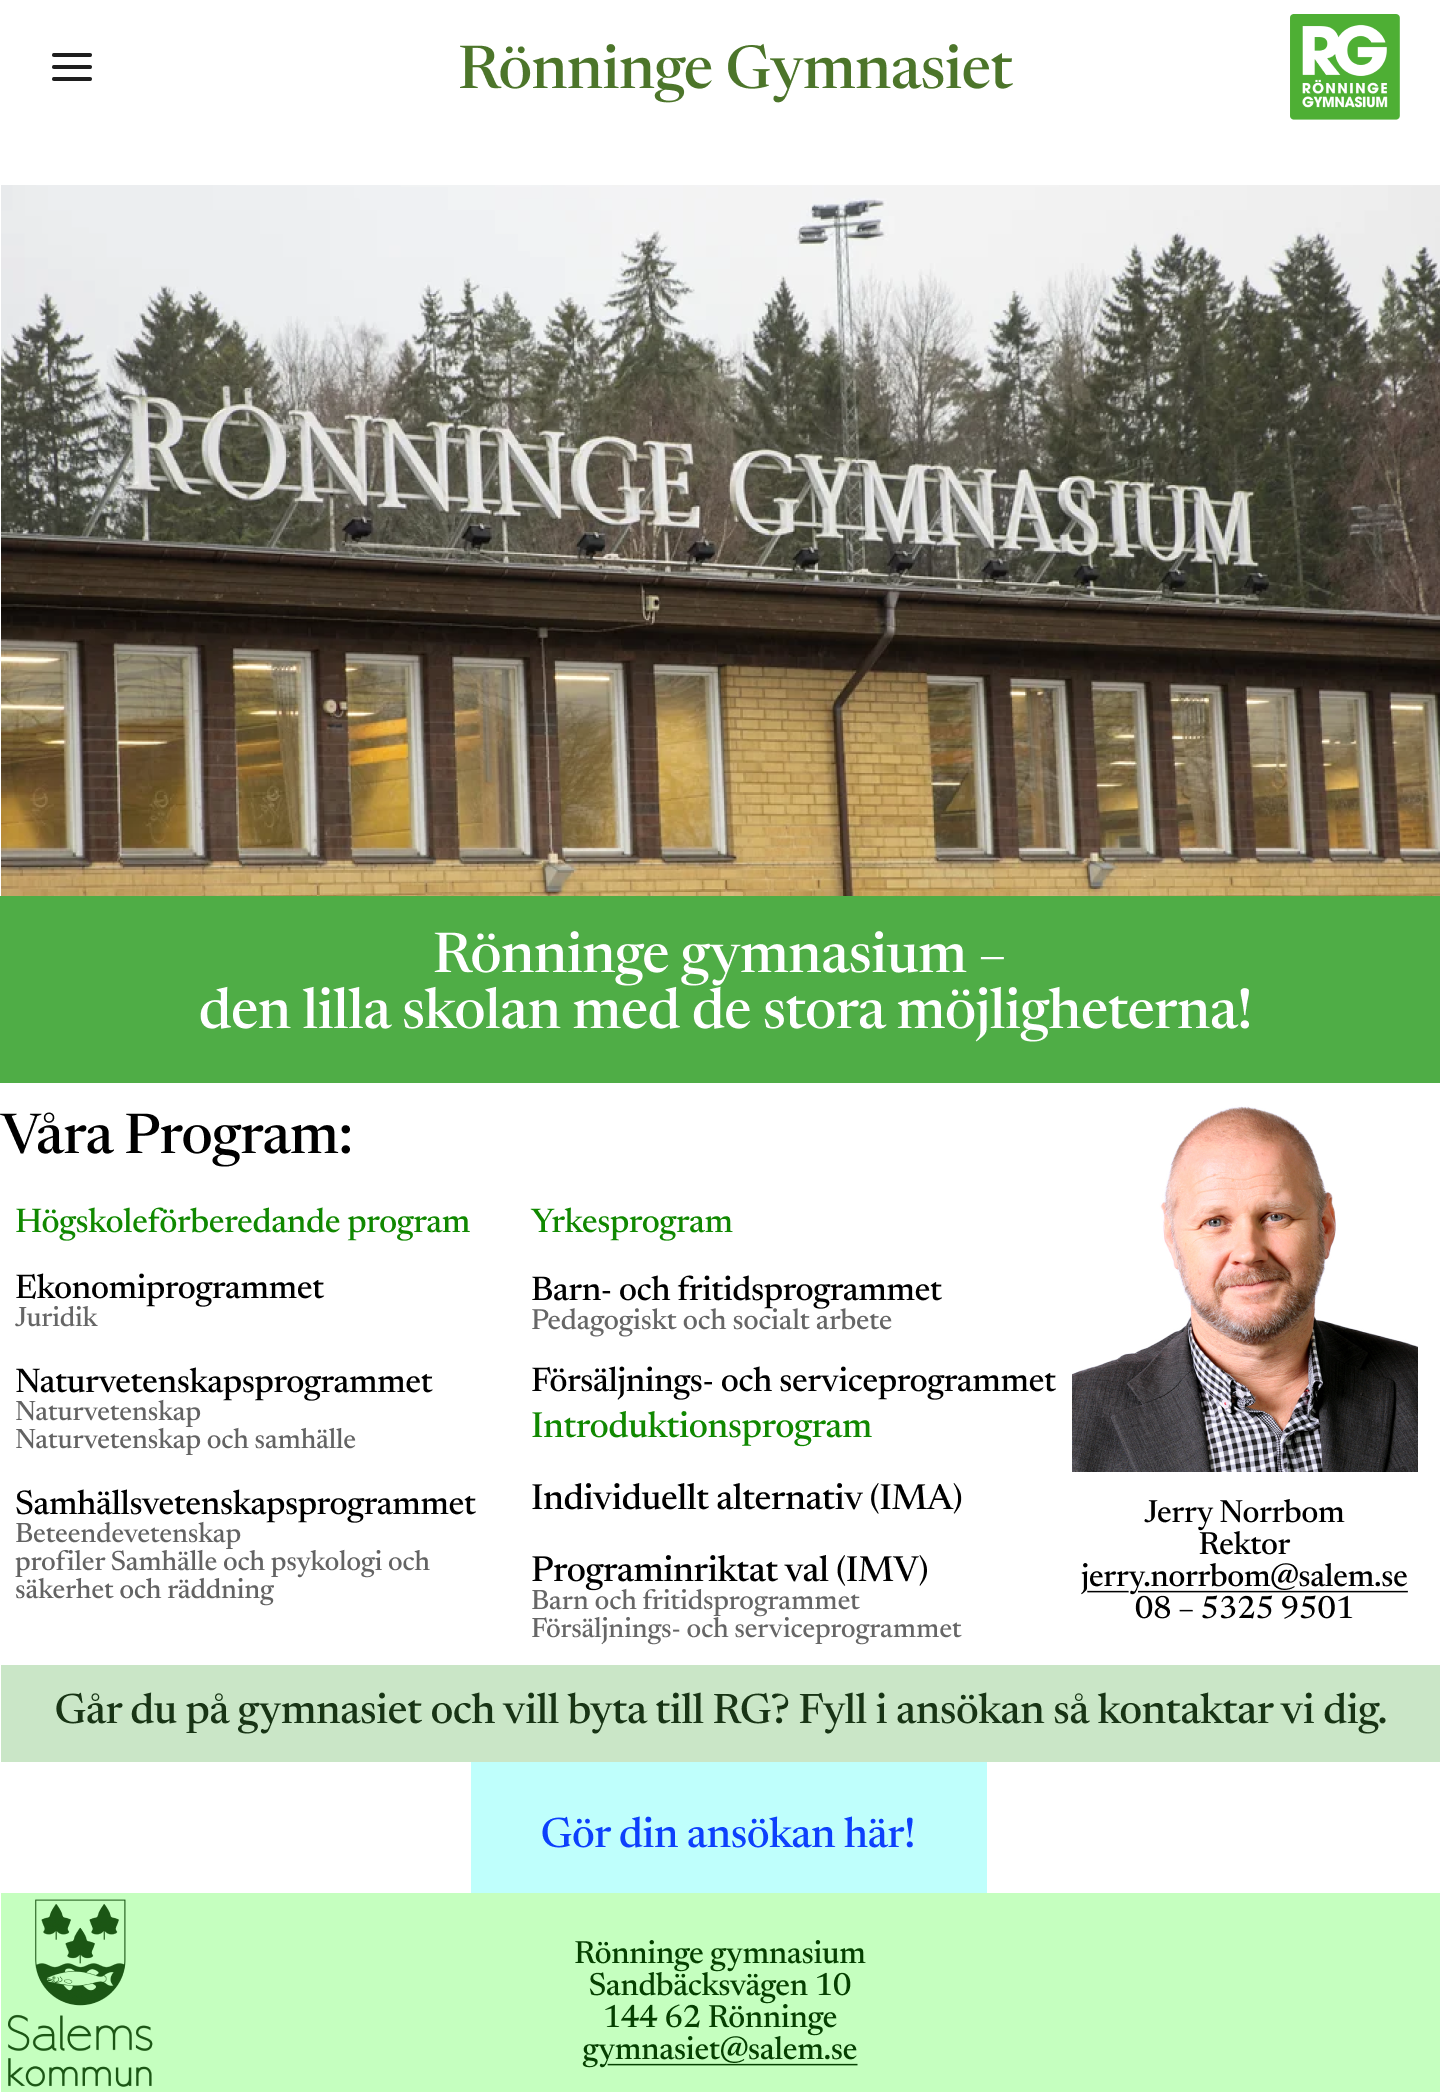 Rönninge Gymnasiet
RG
RÖNNINGE
GYMNASIUM
RÖNNINGE GYMNASIUM
Rönninge gymnasium –
den lilla skolan med de stora möjligheterna!
Våra Program:
Högskoleförberedande program
Ekonomiprogrammet
Juridik
Naturvetenskapsprogrammet
Naturvetenskap
Naturvetenskap och samhälle
Samhällsvetenskapsprogrammet
Beteendevetenskap
profiler Samhälle och psykologi och
säkerhet och räddning
Yrkesprogram
Barn- och fritidsprogrammet
Pedagogiskt och socialt arbete
Försäljnings- och serviceprogrammet
Introduktionsprogram
Individuellt alternativ (IMA)
Programinriktat val (IMV)
Barn och fritidsprogrammet
Försäljnings- och serviceprogrammet
Jerry Norrbom
Rektor
jerry.norrbom@salem.se
08 – 5325 9501
Går du på gymnasiet och vill byta till RG? Fyll i ansökan så kontaktar vi dig.
Gör din ansökan här!
Salems
kommun
Rönninge gymnasium
Sandbäcksvägen 10
144 62 Rönninge
gymnasiet@salem.se